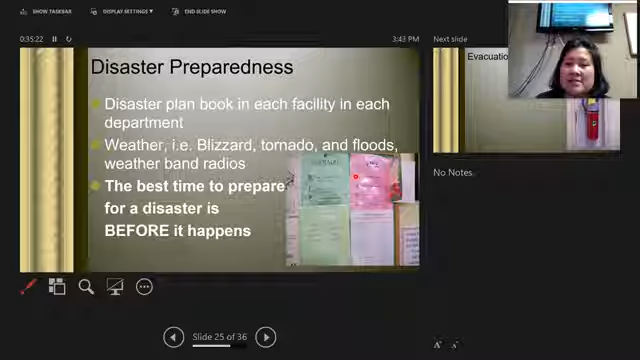 SHOW TASKBAR
DISPLAY SETTINGS ▾
END SLIDE SHOW
0:35:22
3:43 PM
Disaster Preparedness
Disaster plan book in each facility in each
department
Weather, i.e. Blizzard, tornado, and floods,
weather band radios
The best time to prepare
for a disaster is
BEFORE it happens
Next slide
No Notes.
Slide 25 of 36